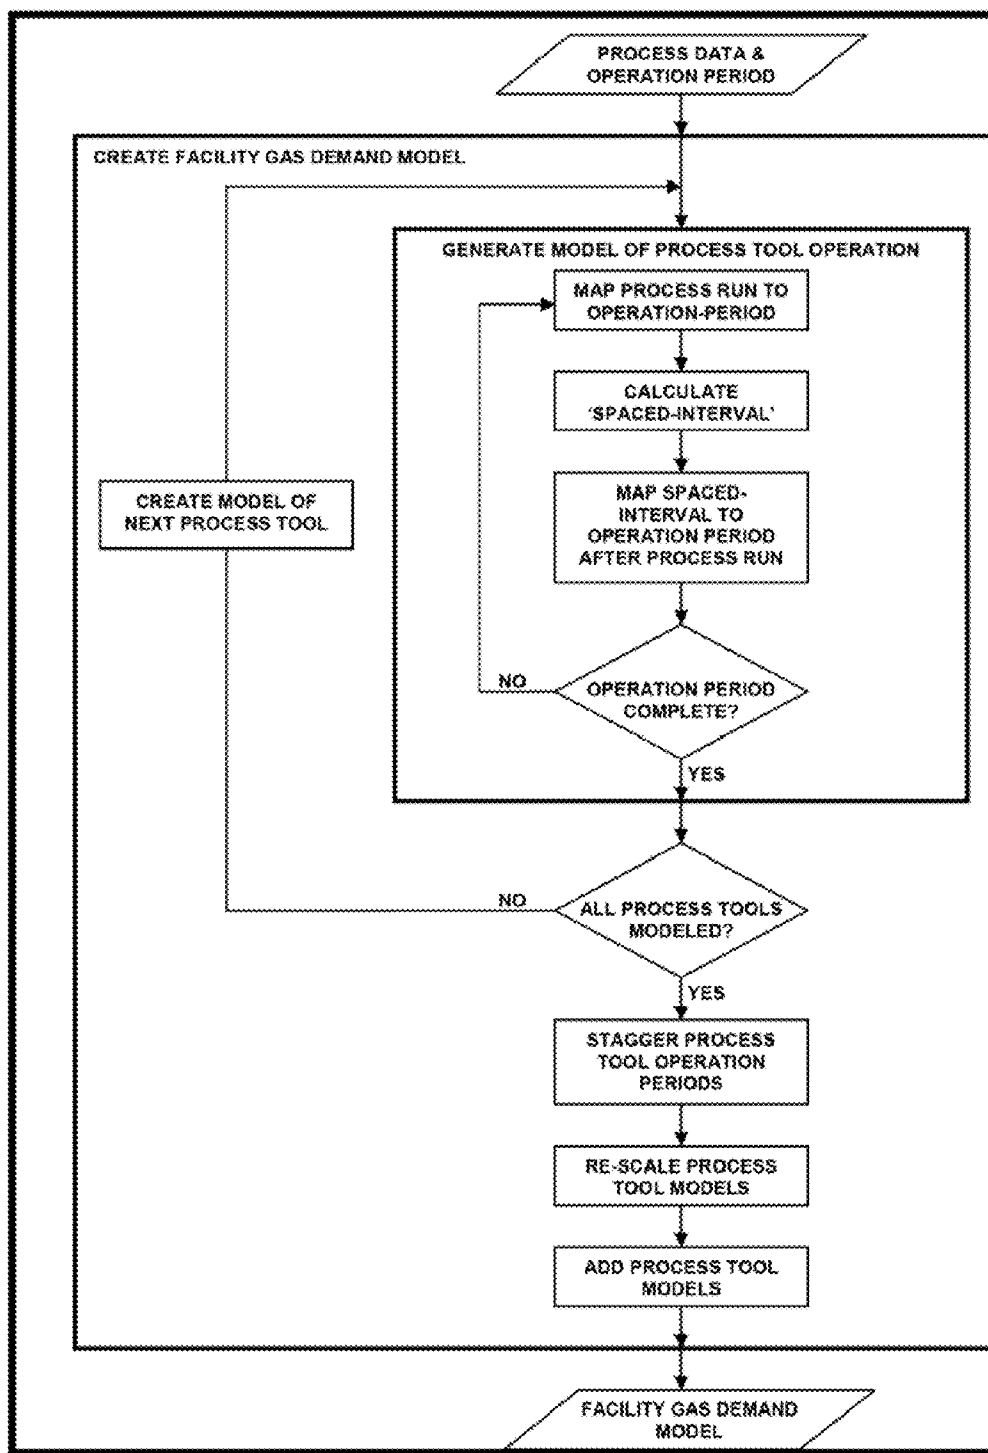 PROCESS DATA &
OPERATION PERIOD
CREATE FACILITY GAS DEMAND MODEL
GENERATE MODEL OF PROCESS TOOL OPERATION
MAP PROCESS RUN TO
OPERATION-PERIOD
CALCULATE
'SPACED-INTERVAL'
CREATE MODEL OF
NEXT PROCESS TOOL
MAP SPACED-
INTERVAL TO
OPERATION PERIOD
AFTER PROCESS RUN
NO
OPERATION PERIOD
COMPLETE?
YES
NO
ALL PROCESS TOOLS
MODELED?
YES
STAGGER PROCESS
TOOL OPERATION
PERIODS
RE-SCALE PROCESS
TOOL MODELS
ADD PROCESS TOOL
MODELS
FACILITY GAS DEMAND
MODEL